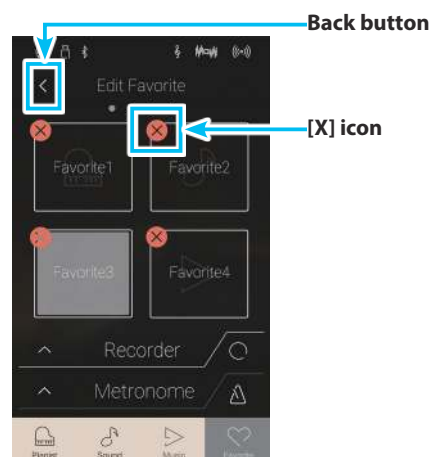 Back button
Edit Favorite
[X] icon
Favorite1
Favorite2
Favorite3
Favorite4
Recorder
Metronome
Pianist
Sound
Music
Favorite